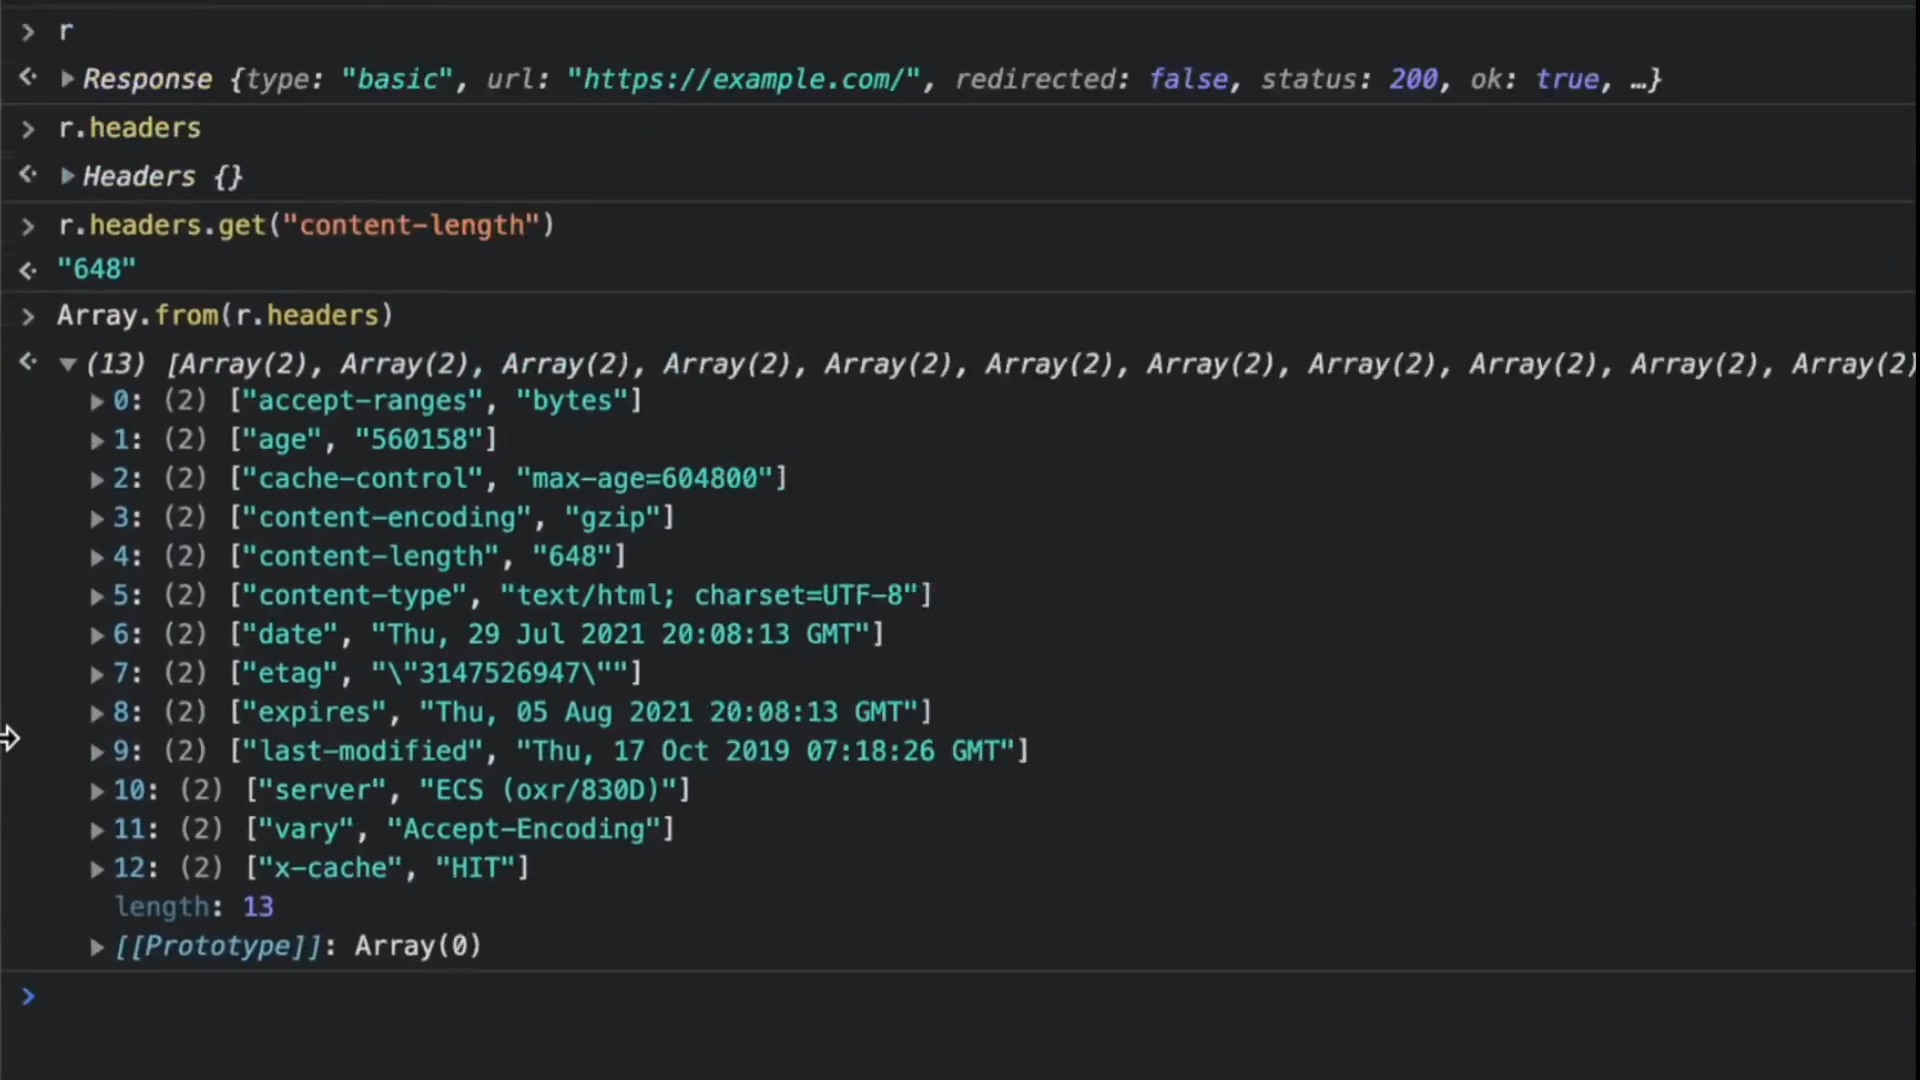 > r
Response {type: "basic", url: "https://example.com/", redirected: false, status: 200, ok: true, …}
> r.headers
Headers {}
> r.headers.get("content-length")
"648"
> Array.from(r.headers)
(13) [Array(2), Array(2), Array(2), Array(2), Array(2), Array(2), Array(2), Array(2), Array(2), Array(2), Array(2)
0: (2) ["accept-ranges", "bytes"]
1: (2) ["age", "560158"]
2: (2) ["cache-control", "max-age=604800"]
3: (2) ["content-encoding", "gzip"]
4: (2) ["content-length", "648"]
5: (2) ["content-type", "text/html; charset=UTF-8"]
6: (2) ["date", "Thu, 29 Jul 2021 20:08:13 GMT"]
7: (2) ["etag", "\"3147526947\""]
8: (2) ["expires", "Thu, 05 Aug 2021 20:08:13 GMT"]
9: (2) ["last-modified", "Thu, 17 Oct 2019 07:18:26 GMT"]
10: (2) ["server", "ECS (oxr/830D)"]
11: (2) ["vary", "Accept-Encoding"]
12: (2) ["x-cache", "HIT"]
length: 13
[[Prototype]]: Array(0)
>